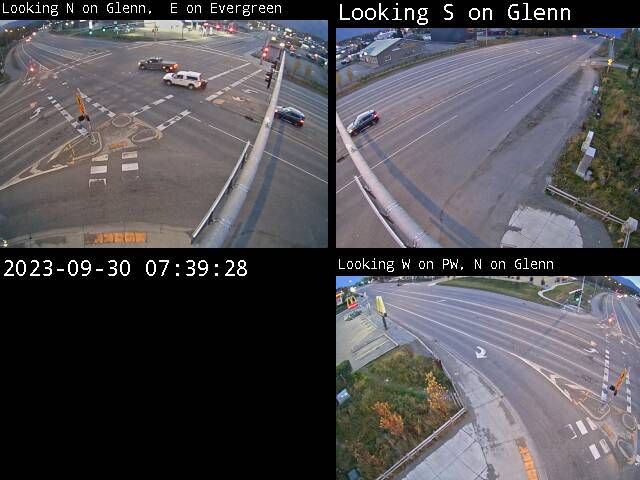 Looking N on Glenn,  E on Evergreen
Looking S on Glenn
2023-09-30 07:39:28
Looking W on PW, N on Glenn